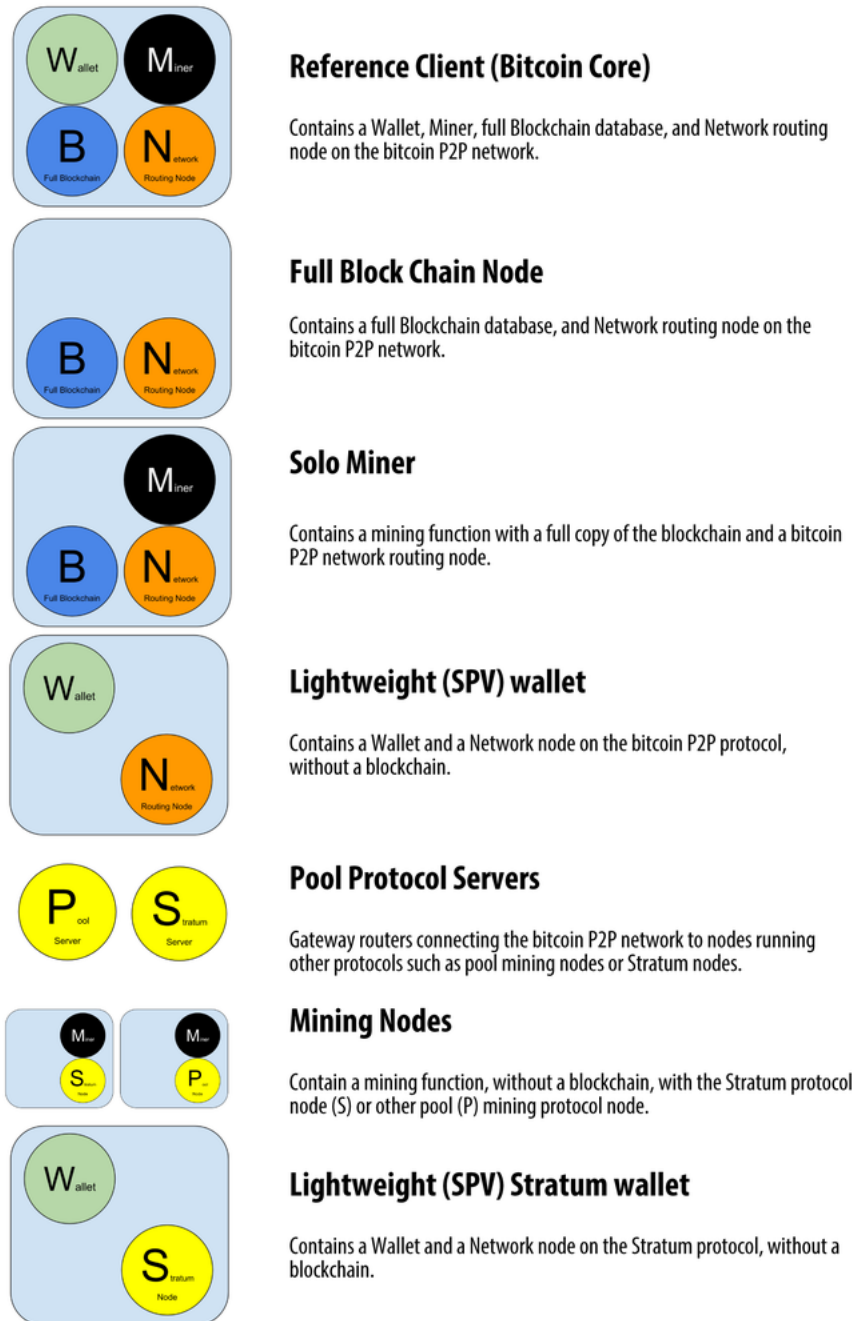 Wallet
Miner
B
Full Blockchain
Network
Routing Node
Reference Client (Bitcoin Core)
Contains a Wallet, Miner, full Blockchain database, and Network routing
node on the bitcoin P2P network.
B
Full Blockchain
Network
Routing Node
Full Block Chain Node
Contains a full Blockchain database, and Network routing node on the
bitcoin P2P network.
Miner
B
Full Blockchain
Network
Routing Node
Solo Miner
Contains a mining function with a full copy of the blockchain and a bitcoin
P2P network routing node.
Wallet
Network
Routing Node
Lightweight (SPV) wallet
Contains a Wallet and a Network node on the bitcoin P2P protocol,
without a blockchain.
Pool
Server
Stratum
Server
Pool Protocol Servers
Gateway routers connecting the bitcoin P2P network to nodes running
other protocols such as pool mining nodes or Stratum nodes.
Miner
Stratum
Node
Miner
Pool
Node
Mining Nodes
Contain a mining function, without a blockchain, with the Stratum protocol
node (S) or other pool (P) mining protocol node.
Wallet
Stratum
Node
Lightweight (SPV) Stratum wallet
Contains a Wallet and a Network node on the Stratum protocol, without a
blockchain.